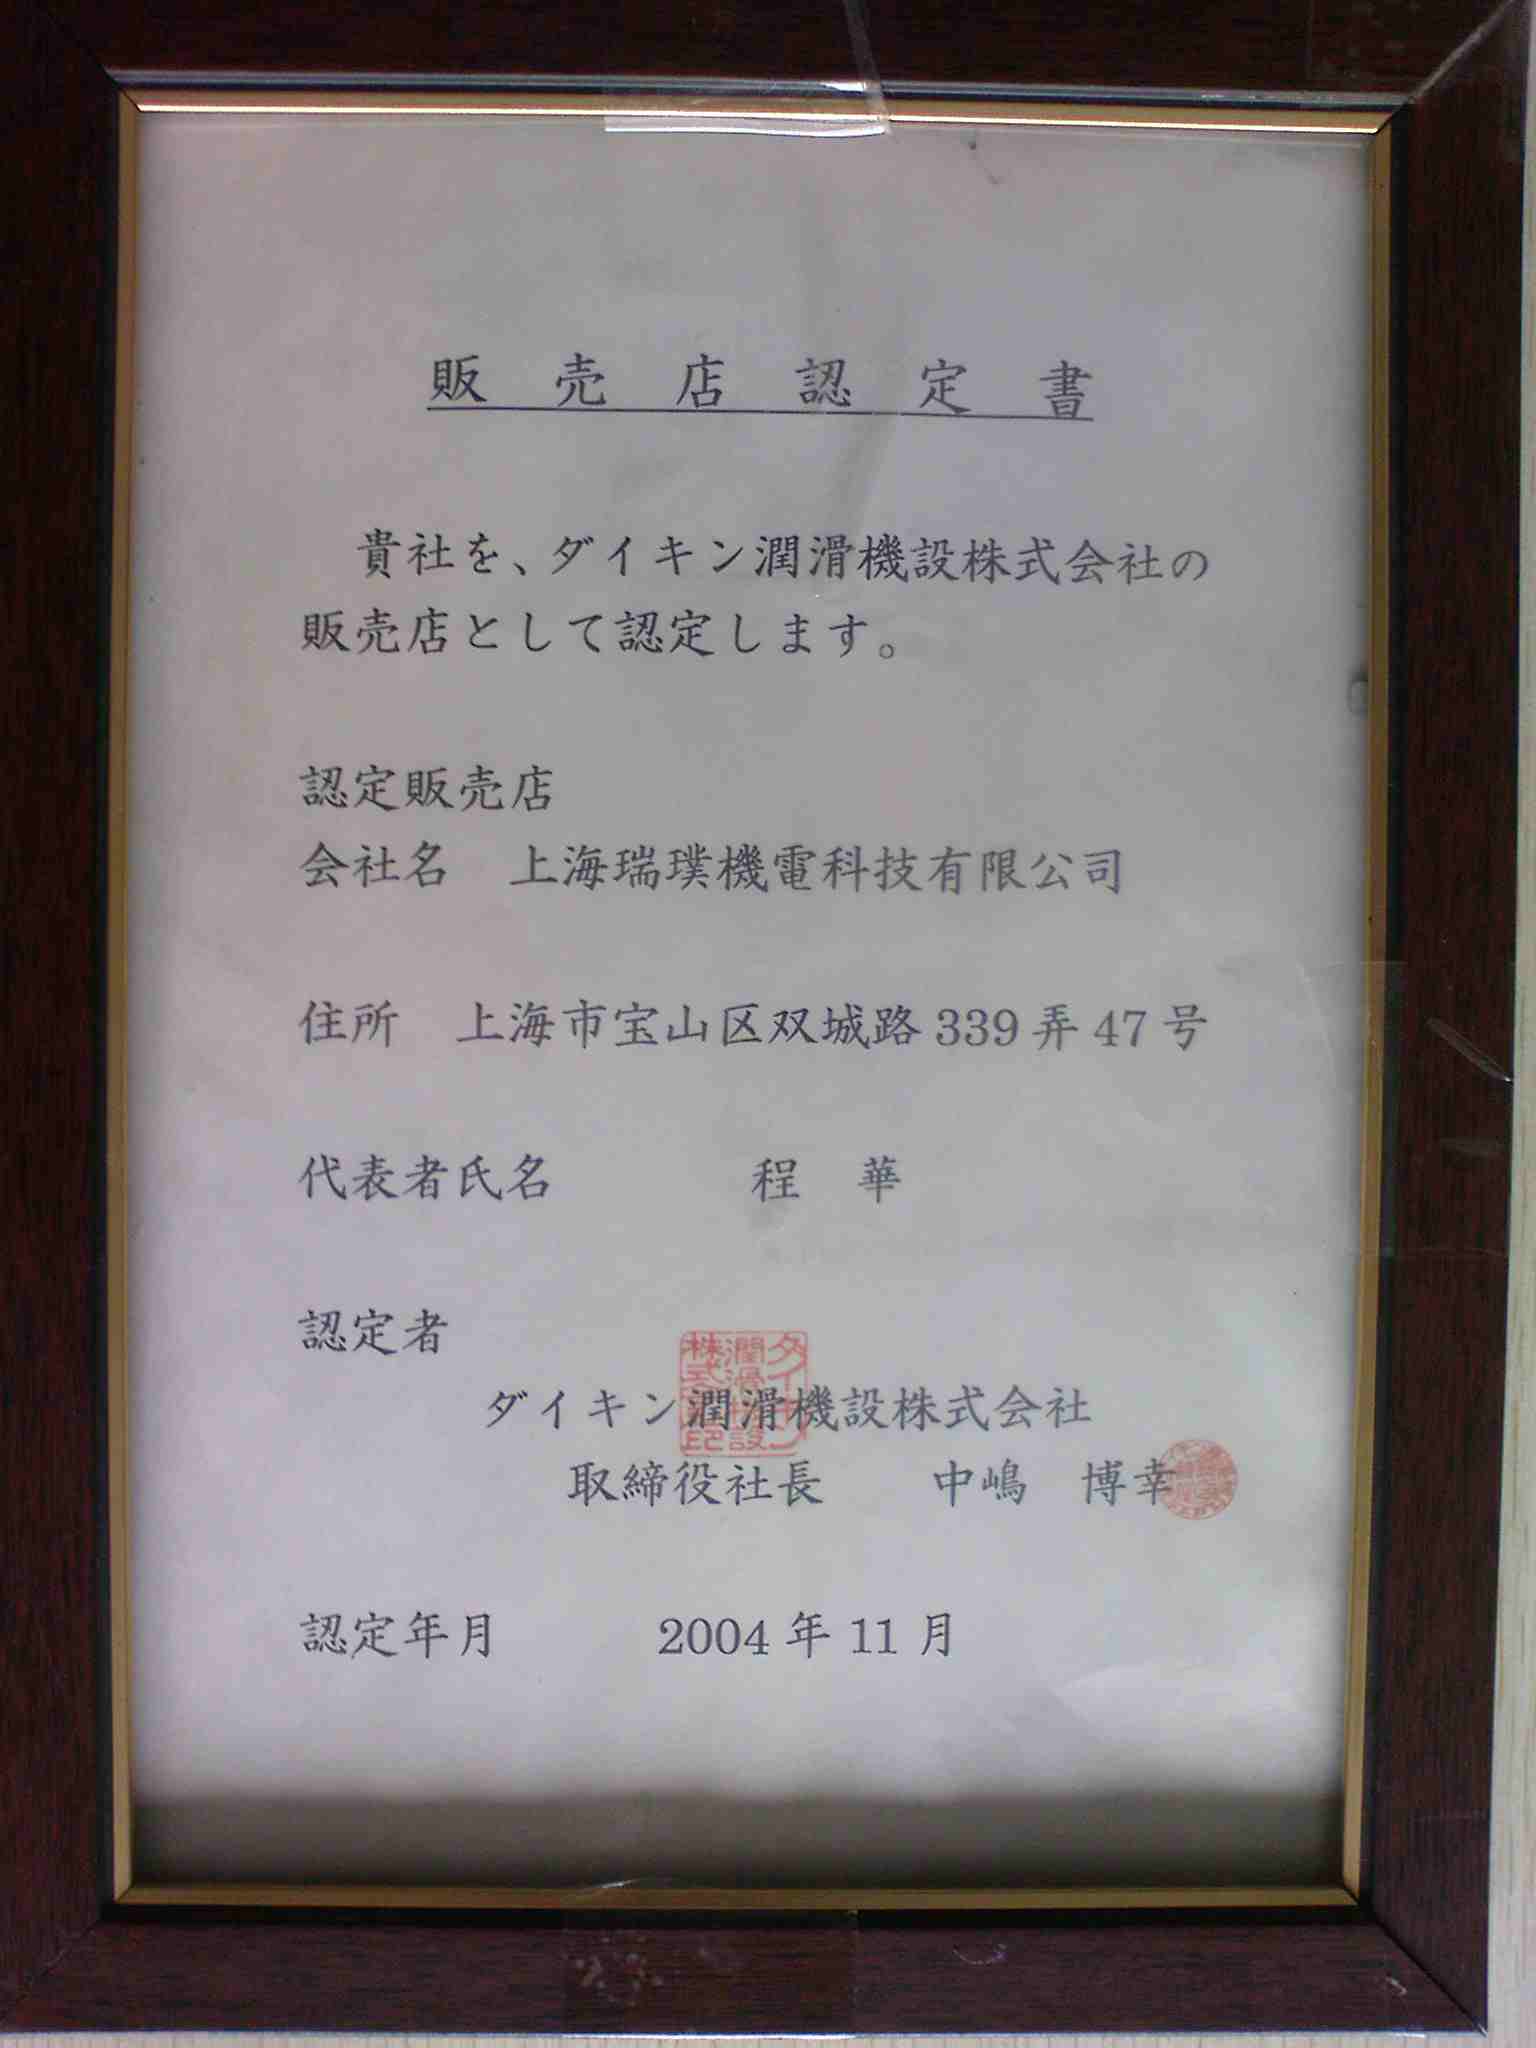 販売店認定書
貴社を、ダイキン潤滑機設株式会社の
販売店として認定します。
認定販売店
会社名 上海瑞璞機電科技有限公司
住所 上海市宝山区双城路339弄47号
代表者氏名 程 華
認定者
ダイキン潤滑機設株式会社
取締役社長 中嶋 博幸
認定年月 2004年11月